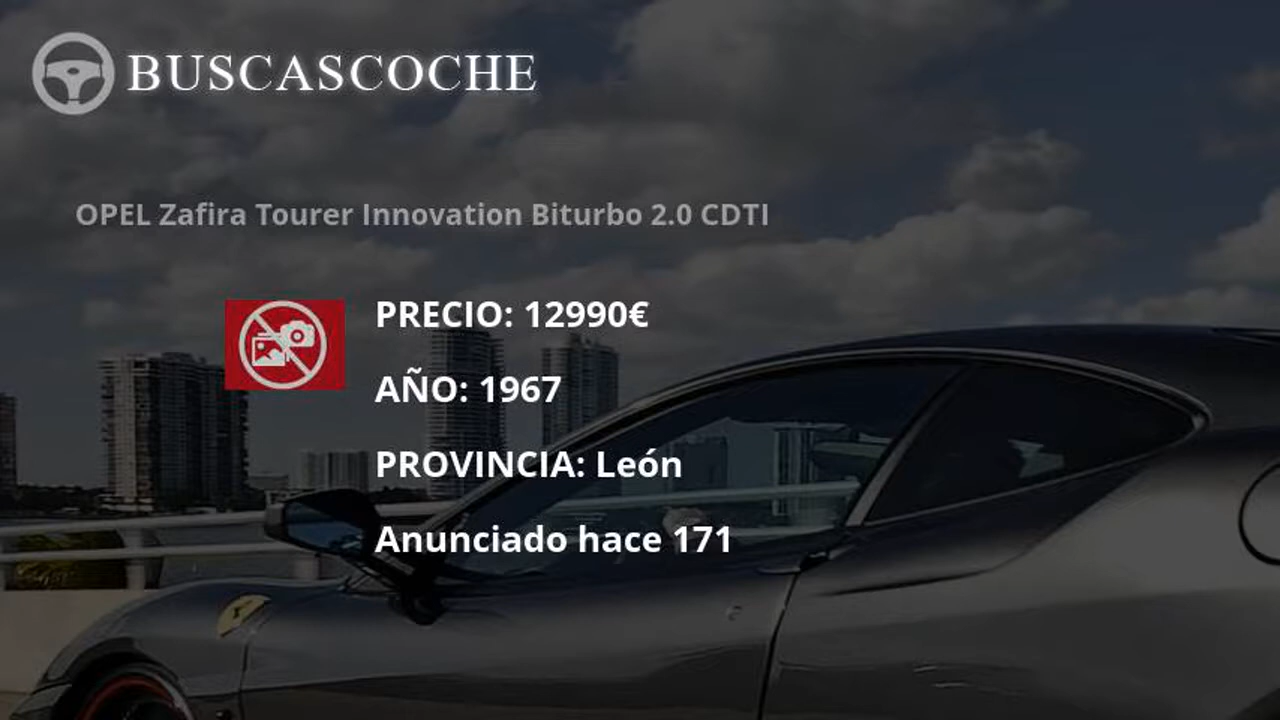 BUSCASCOCHE
OPEL Zafira Tourer Innovation Biturbo 2.0 CDTI
PRECIO: 12990€
AÑO: 1967
PROVINCIA: León
Anunciado hace 171